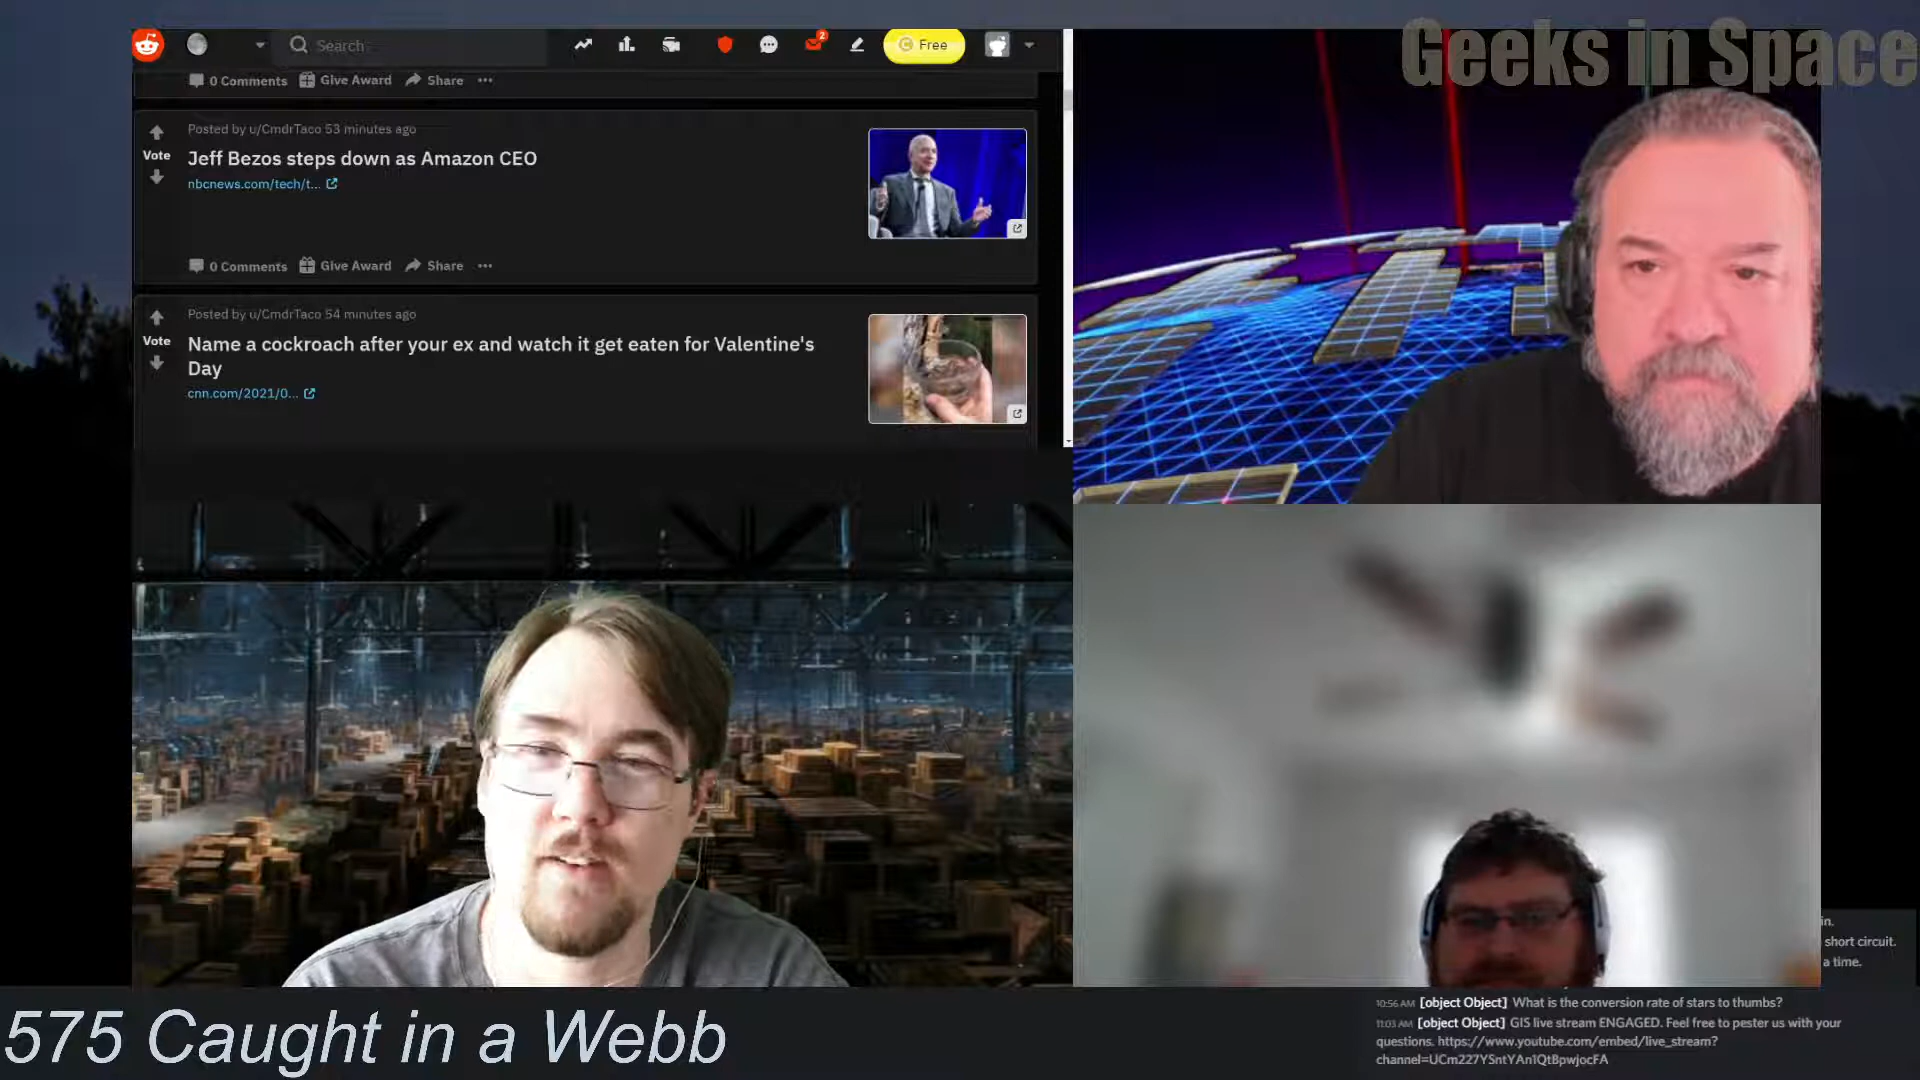 Geeks in Space
Search
2
Free
0 Comments Give Award Share
Posted by u/CmdrTaco 53 minutes ago
Vote
Jeff Bezos steps down as Amazon CEO
nbcnews.com/tech/t...
0 Comments Give Award Share
Posted by u/CmdrTaco 54 minutes ago
Vote
Name a cockroach after your ex and watch it get eaten for Valentine's
Day
cnn.com/2021/0...
in.
short circuit.
a time.
10:56 AM [object Object] What is the conversion rate of stars to thumbs?
11:03 AM [object Object] GIS live stream ENGAGED. Feel free to pester us with your
questions. https://www.youtube.com/embed/live_stream?
channel=UCm227YSntYAn1QtBpwjocFA
575 Caught in a Webb